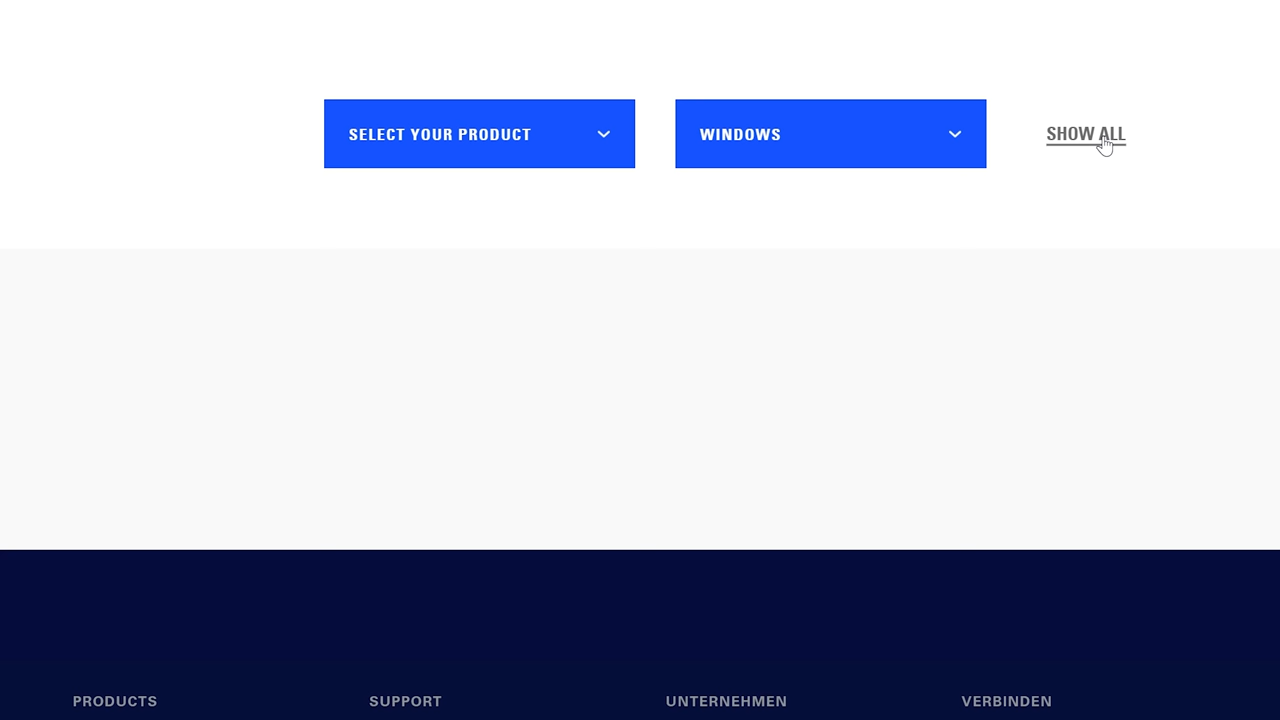 SELECT YOUR PRODUCT
WINDOWS
SHOW ALL
PRODUCTS
SUPPORT
UNTERNEHMEN
VERBINDEN